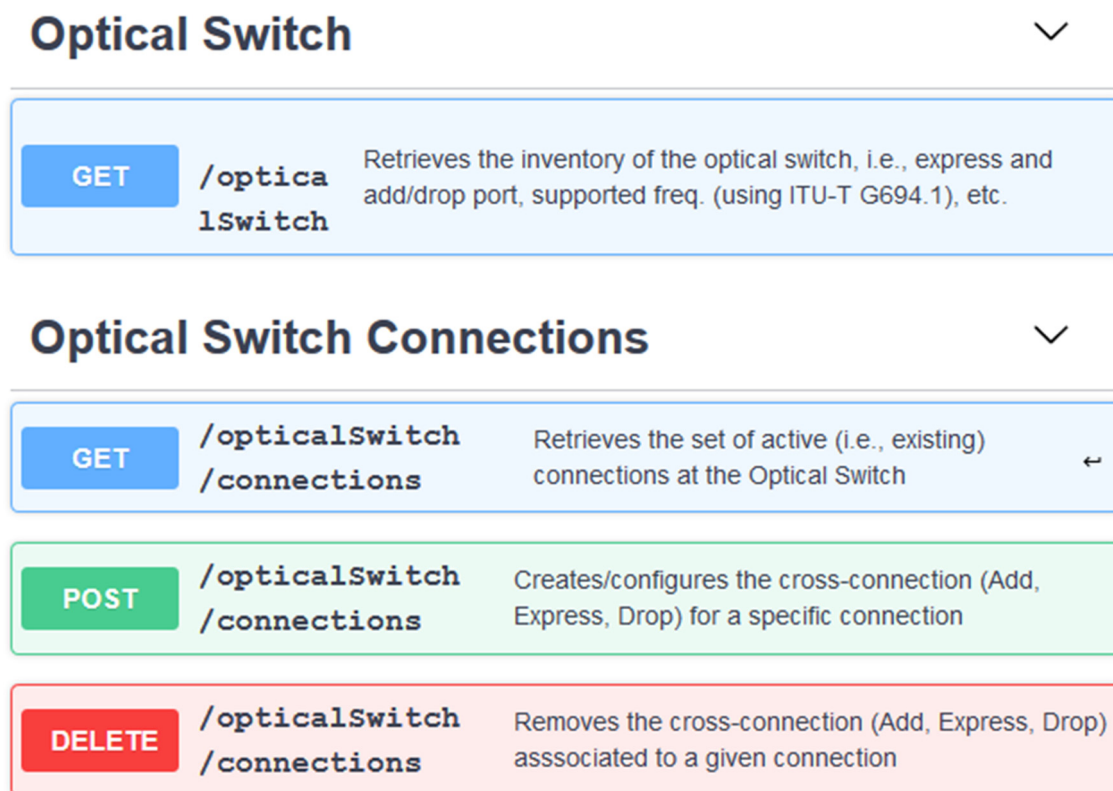 Optical Switch
GET
/optica
lSwitch
Retrieves the inventory of the optical switch, i.e., express and
add/drop port, supported freq. (using ITU-T G694.1), etc.
Optical Switch Connections
GET
/opticalSwitch
/connections
Retrieves the set of active (i.e., existing)
connections at the Optical Switch
POST
/opticalSwitch
/connections
Creates/configures the cross-connection (Add,
Express, Drop) for a specific connection
DELETE
/opticalSwitch
/connections
Removes the cross-connection (Add, Express, Drop)
asssociated to a given connection